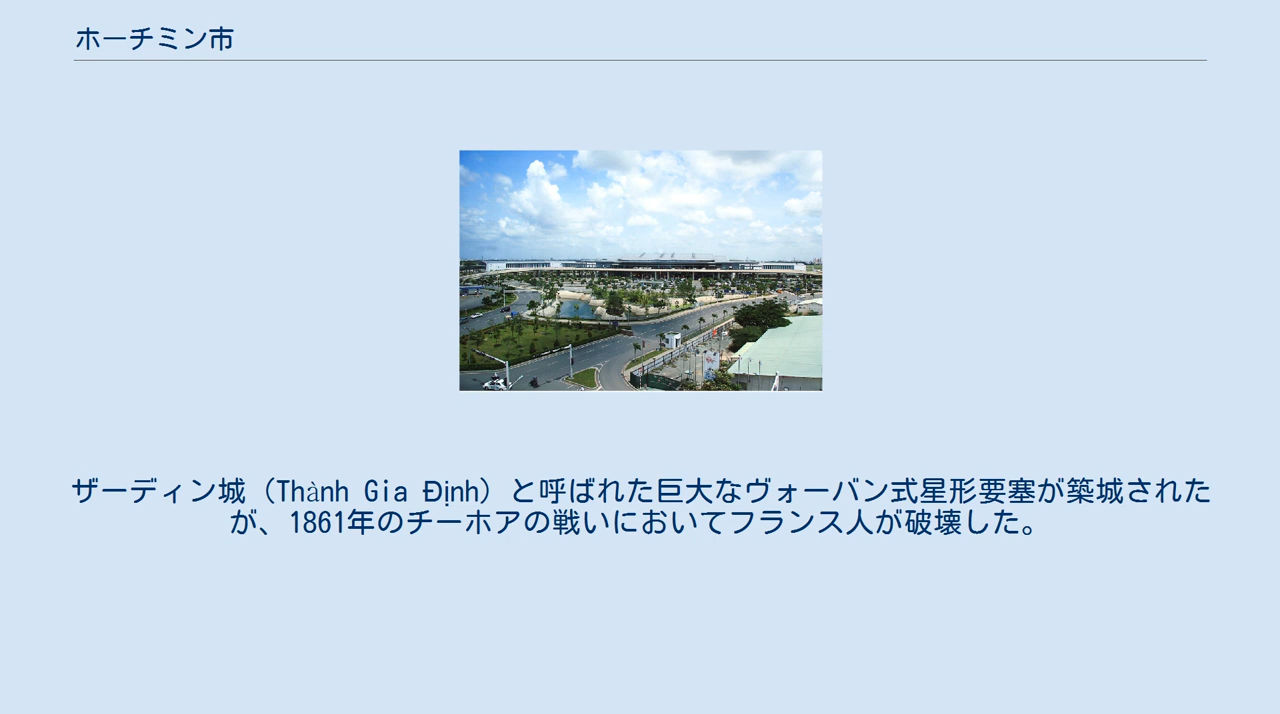 ホーチミン市
ザーディン城（Thành Gia Định）と呼ばれた巨大なヴォーバン式星形要塞が築城された
が、1861年のチーホアの戦いにおいてフランス人が破壊した。